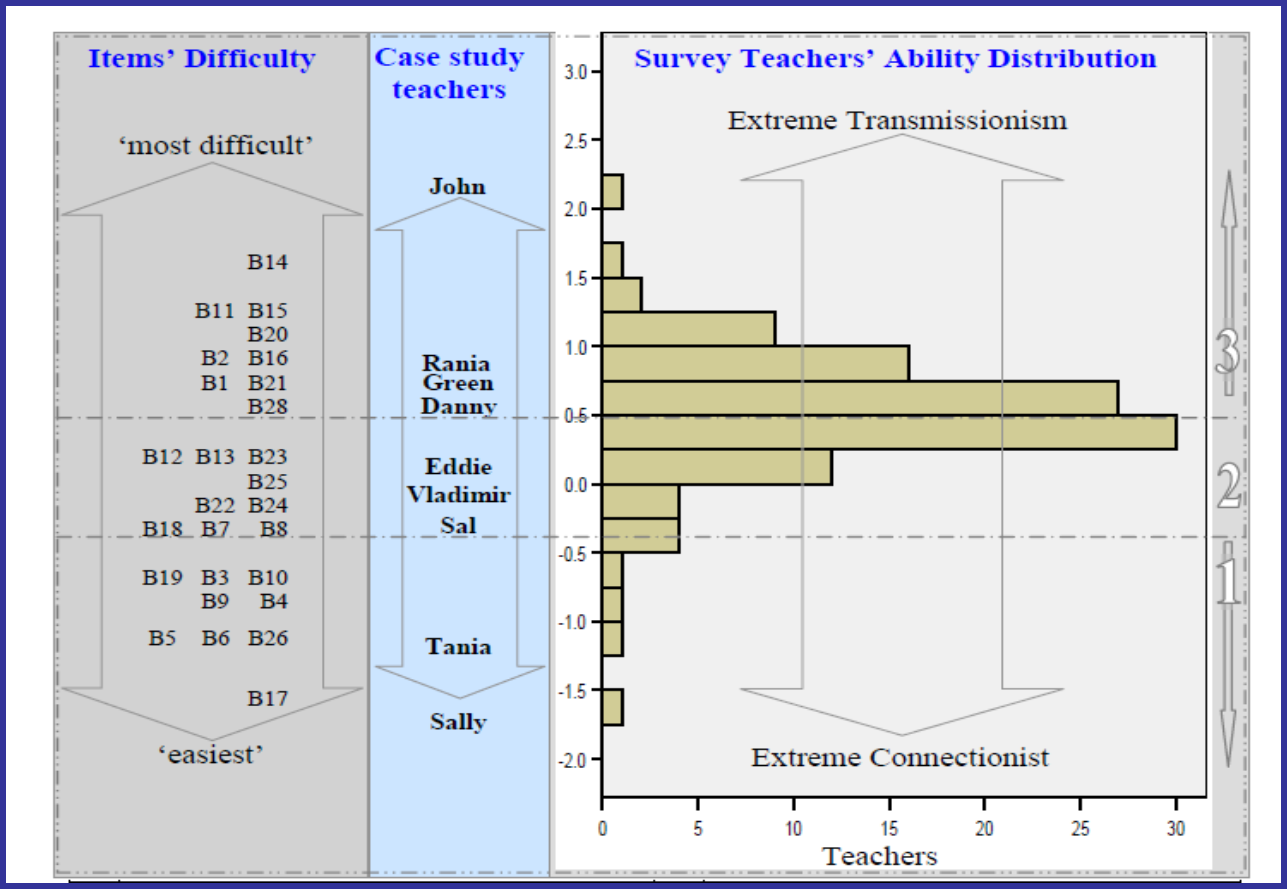 Items’ Difficulty
‘most difficult’
B14
B11 B15
B20
B2 B16
B1 B21
B28
B12 B13 B23
B25
B22 B24
B18 B7 B8
B19 B3 B10
B9 B4
B5 B6 B26
B17
‘easiest’
Case study
teachers
John
Rania
Green
Danny
Eddie
Vladimir
Sal
Tania
Sally
Survey Teachers’ Ability Distribution
Extreme Transmissionism
3.0
2.5
2.0
1.5
1.0
0.5
0.0
-0.5
-1.0
-1.5
-2.0
Extreme Connectionist
0 5 10 15 20 25 30
Teachers
3
2
1